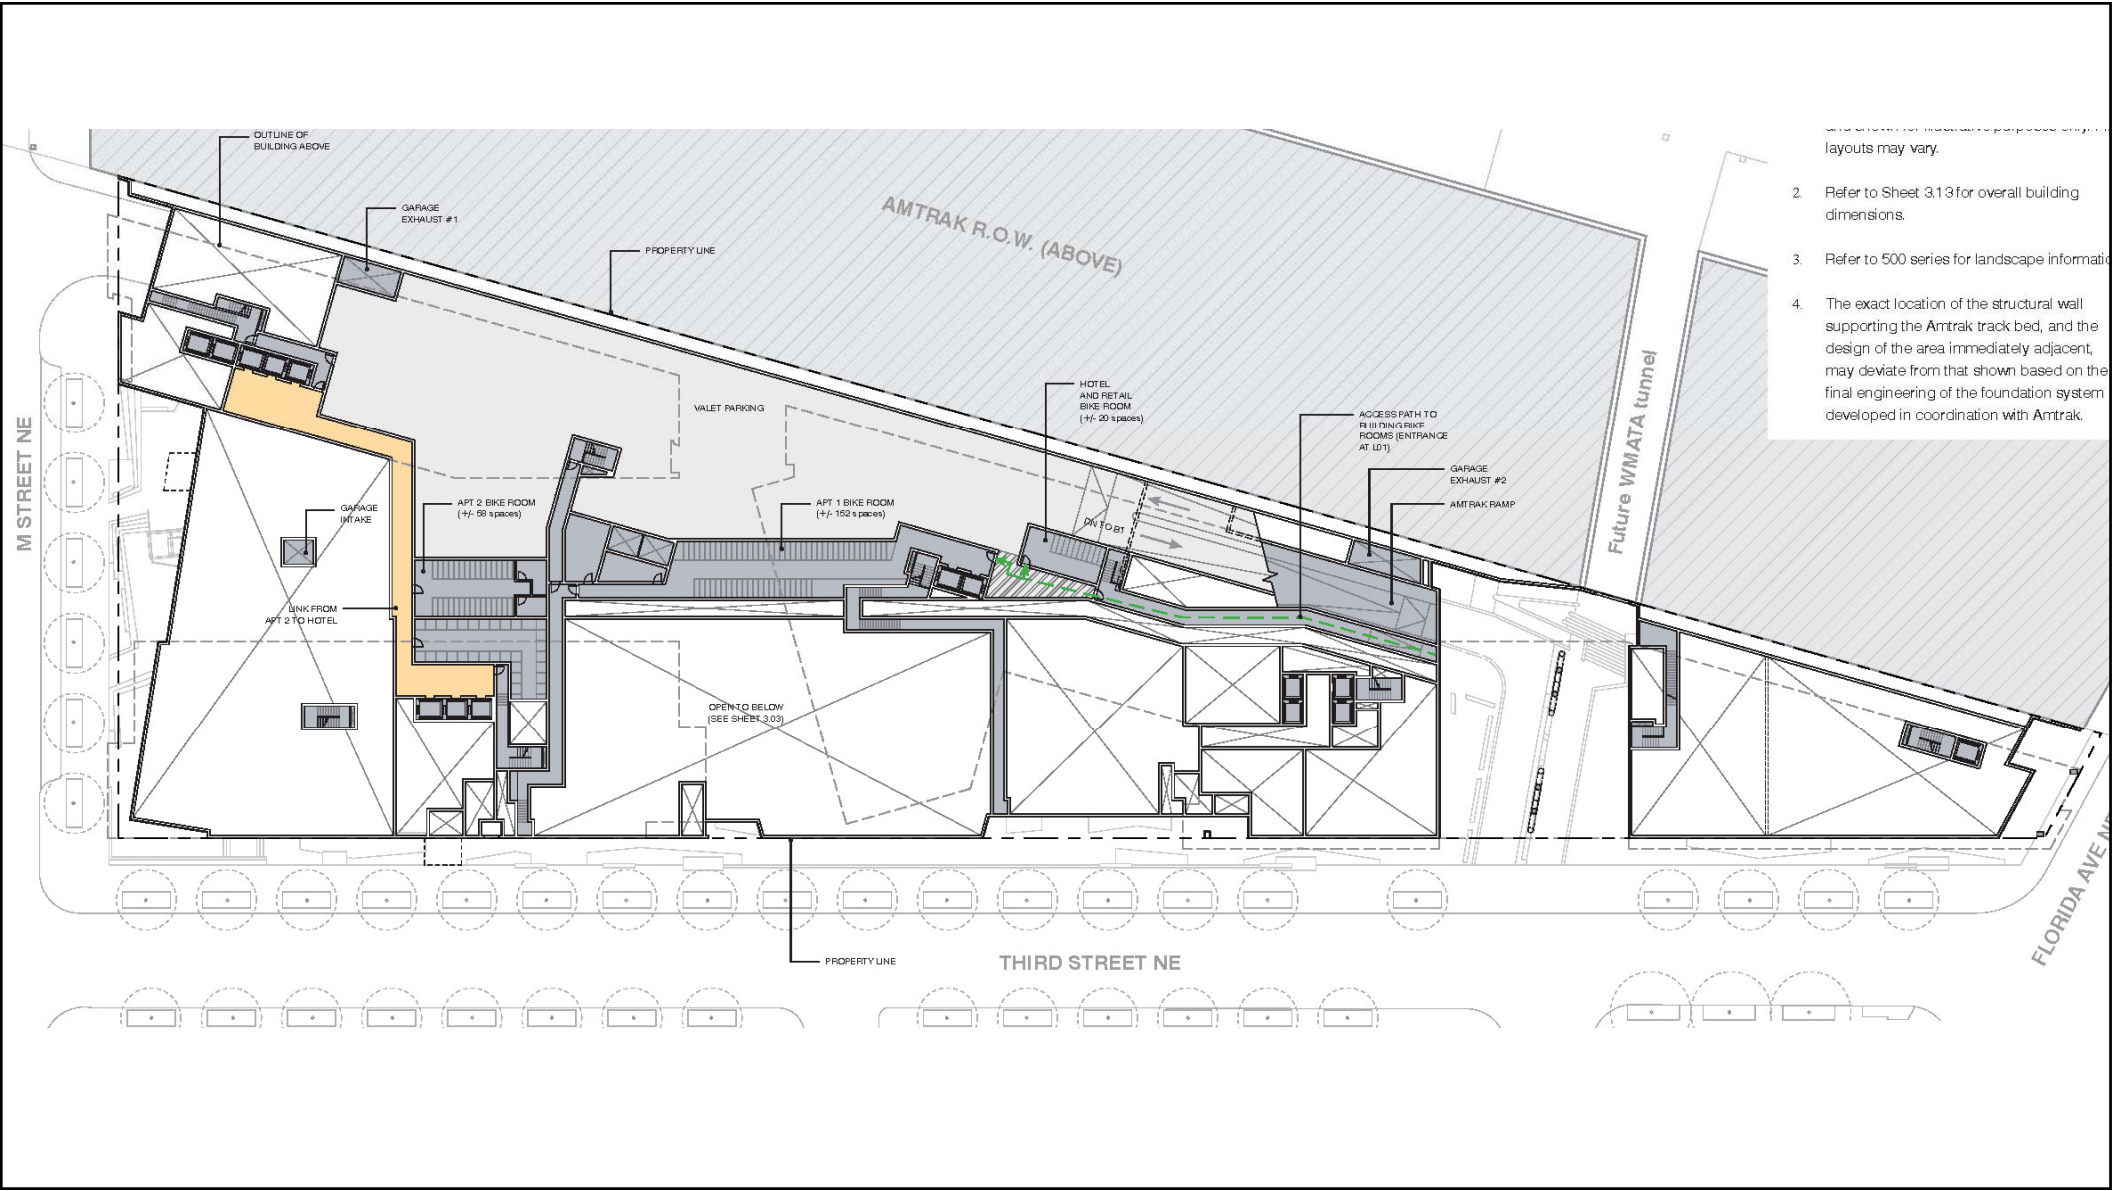 OUTLINE OF
BUILDING ABOVE
layouts may vary.
2. Refer to Sheet 3.13 for overall building
dimensions.
GARAGE
EXHAUST #1
AMTRAK R.O.W. (ABOVE)
PROPERTY LINE
3. Refer to 500 series for landscape informatio
4. The exact location of the structural wall
supporting the Amtrak track bed, and the
design of the area immediately adjacent,
may deviate from that shown based on the
final engineering of the foundation system
developed in coordination with Amtrak.
Future WMATA tunnel
HOTEL
AND RETAIL
BIKE ROOM
(+/- 20 spaces)
VALET PARKING
ACCESS PATH TO
BUILDING BIKE
ROOMS (ENTRANCE
AT L01)
GARAGE
EXHAUST #2
AMTRAK RAMP
M STREET NE
GARAGE
INTAKE
APT 2 BIKE ROOM
(+/- 58 spaces)
APT 1 BIKE ROOM
(+/- 152 spaces)
DN TO B1
LINK FROM
APT 2 TO HOTEL
OPEN TO BELOW
(SEE SHEET 3.03)
PROPERTY LINE
THIRD STREET NE
FLORIDA AVE NE